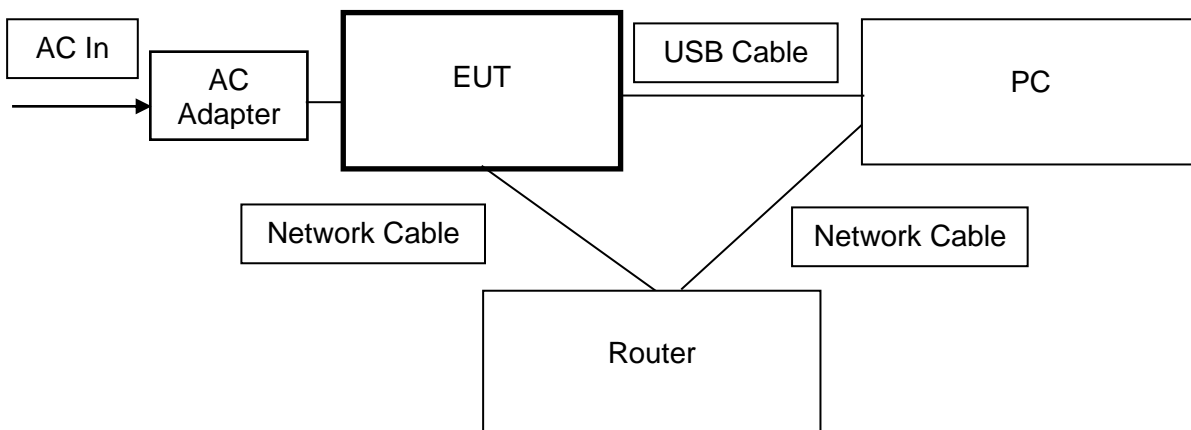 AC In
AC
Adapter
EUT
USB Cable
PC
Network Cable
Network Cable
Router